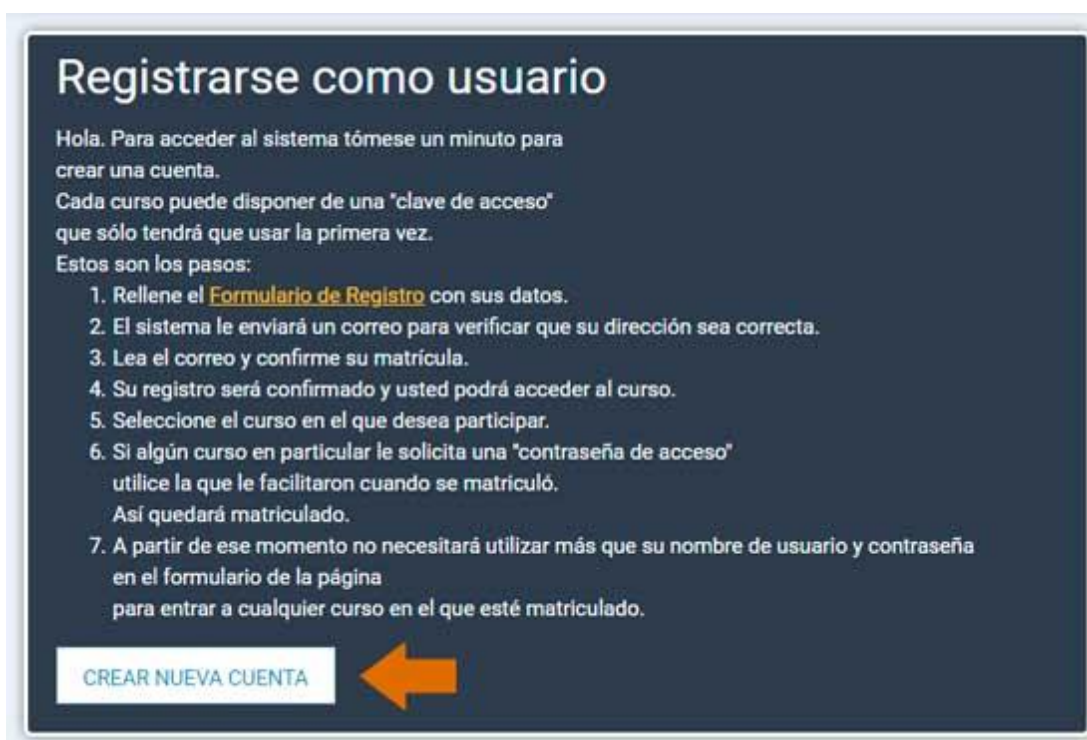 Registrarse como usuario
Hola. Para acceder al sistema tómese un minuto para
crear una cuenta.
Cada curso puede disponer de una "clave de acceso"
que sólo tendrá que usar la primera vez.
Estos son los pasos:
1. Rellene el Formulario de Registro con sus datos.
2. El sistema le enviará un correo para verificar que su dirección sea correcta.
3. Lea el correo y confirme su matrícula.
4. Su registro será confirmado y usted podrá acceder al curso.
5. Seleccione el curso en el que desea participar.
6. Si algún curso en particular le solicita una "contraseña de acceso"
utilice la que le facilitaron cuando se matriculó.
Así quedará matriculado.
7. A partir de ese momento no necesitará utilizar más que su nombre de usuario y contraseña
en el formulario de la página
para entrar a cualquier curso en el que esté matriculado.
CREAR NUEVA CUENTA